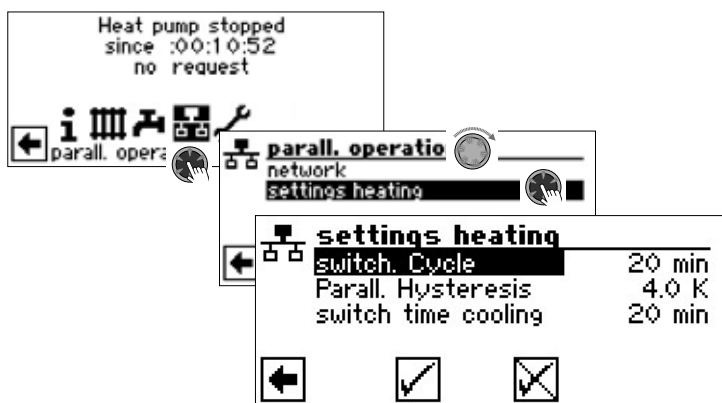 Heat pump stopped
since :00:10:52
no request
parall. opera
parall. operatio
network
settings heating
settings heating
switch. Cycle 20 min
Parall. Hysteresis 4.0 K
switch time cooling 20 min